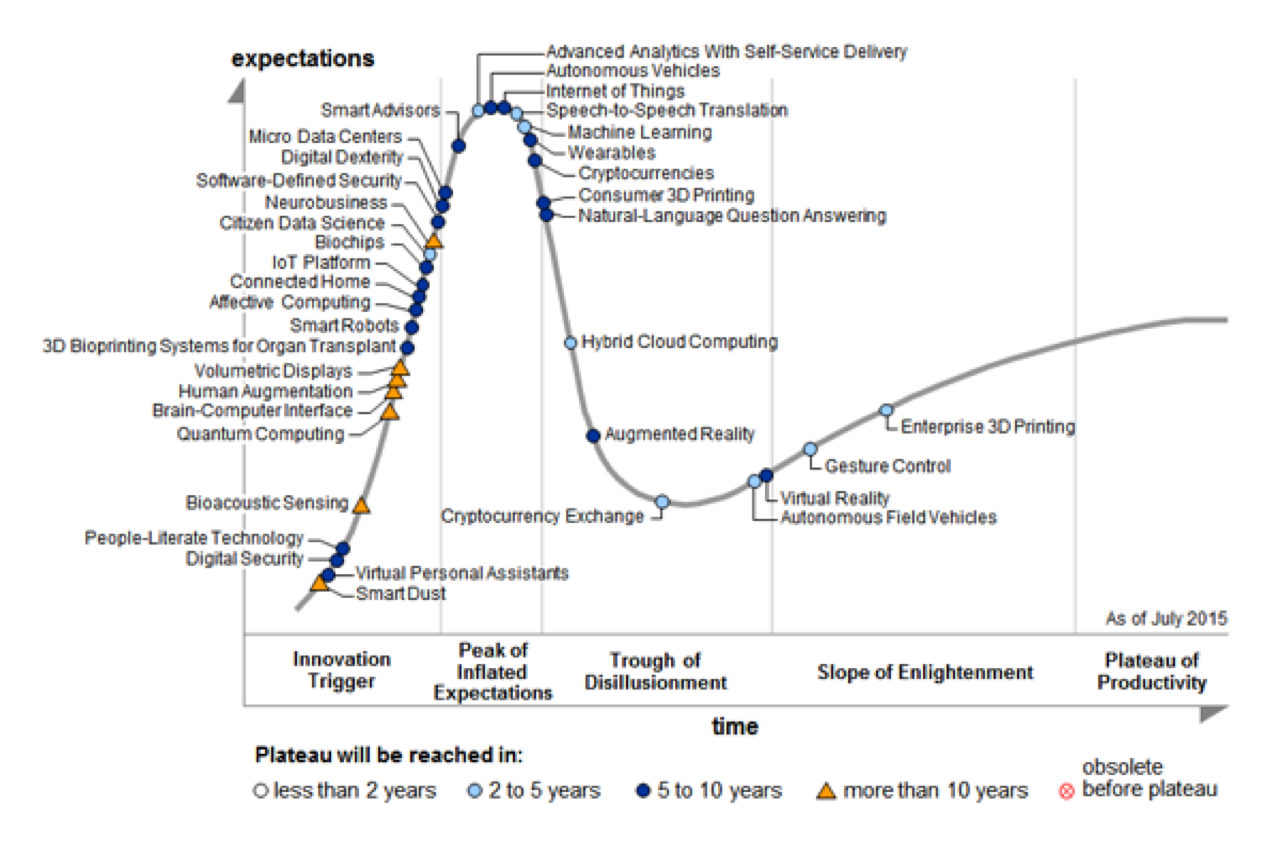 expectations
Advanced Analytics With Self-Service Delivery
Autonomous Vehicles
Internet of Things
Speech-to-Speech Translation
Machine Learning
Wearables
Cryptocurrencies
Consumer 3D Printing
Natural-Language Question Answering
Smart Advisors
Micro Data Centers
Digital Dexterity
Software-Defined Security
Neurobusiness
Citizen Data Science
Biochips
IoT Platform
Connected Home
Affective Computing
Smart Robots
3D Bioprinting Systems for Organ Transplant
Volumetric Displays
Human Augmentation
Brain-Computer Interface
Quantum Computing
Bioacoustic Sensing
People-Literate Technology
Digital Security
Virtual Personal Assistants
Smart Dust
Hybrid Cloud Computing
Augmented Reality
Cryptocurrency Exchange
Enterprise 3D Printing
Gesture Control
Virtual Reality
Autonomous Field Vehicles
As of July 2015
Innovation
Trigger
Peak of
Inflated
Expectations
Trough of
Disillusionment
Slope of Enlightenment
Plateau of
Productivity
time
Plateau will be reached in:
less than 2 years
2 to 5 years
5 to 10 years
more than 10 years
obsolete
before plateau